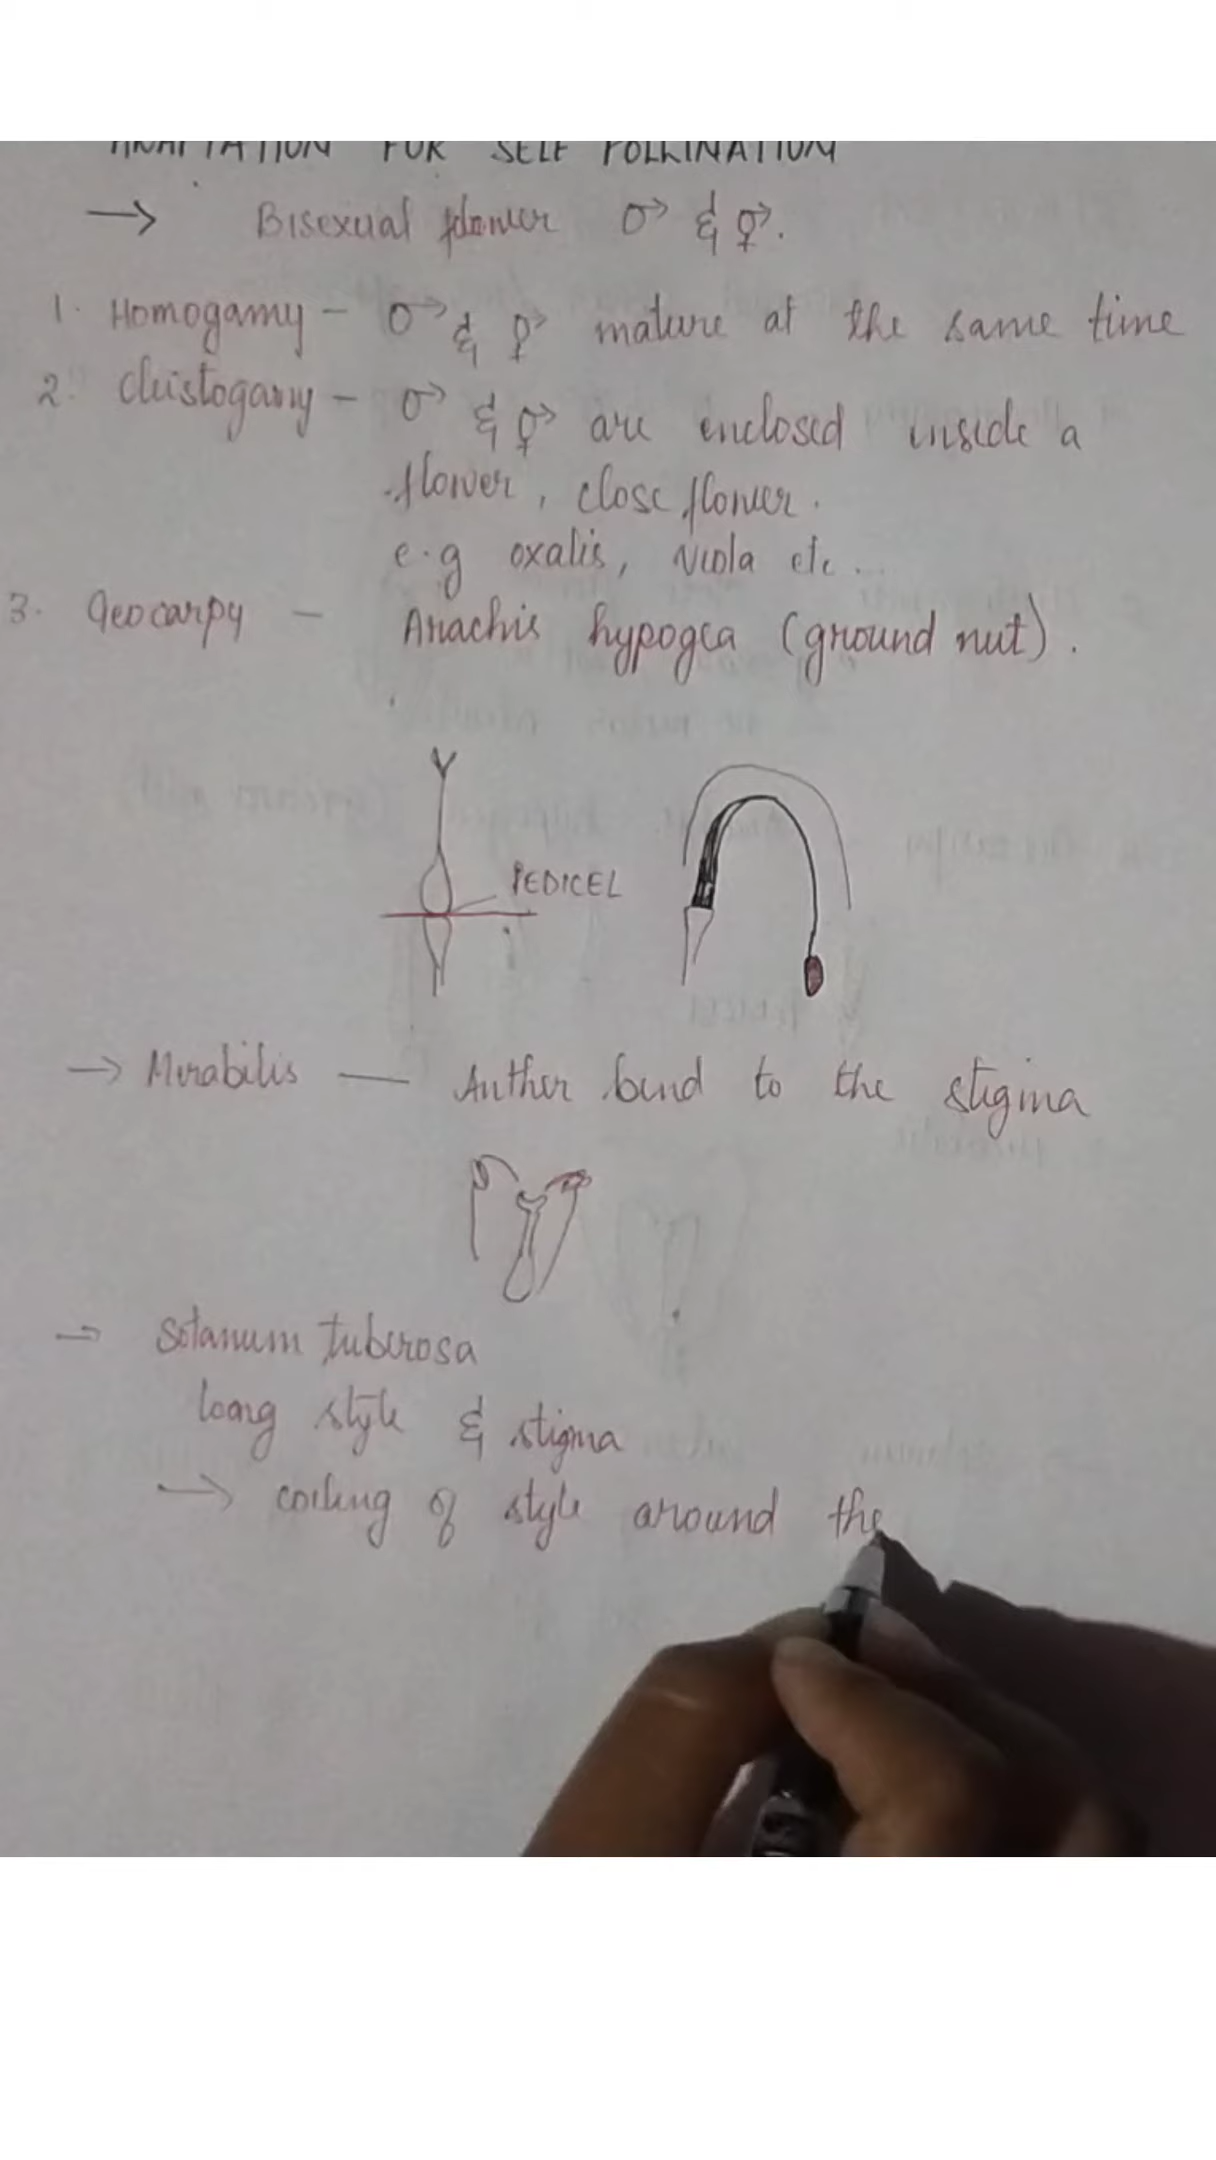 ADAPTATION FOR SELF POLLINATION
→ Bisexual flower ♂ & ⚥.
1. Homogamy - ♂ & ⚥ mature at the same time
2. Cleistogamy - ♂ & ⚥ are enclosed inside a
flower, close flower.
e.g oxalis, Viola etc..
3. Geocarpy - Arachis hypogea (ground nut).
PEDICEL
→ Mirabilis — Anther bend to the stigma
→ Solanum tuberosa
long style & stigma
→ coiling of style around the